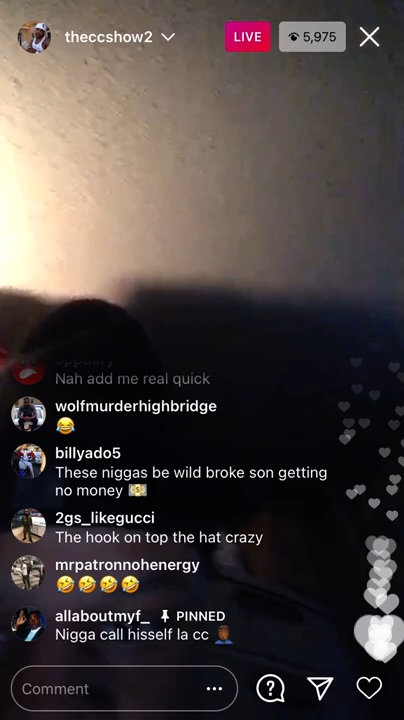 theccshow2
LIVE
5,975
Nah add me real quick
wolfmurderhighbridge
😂
billyado5
These niggas be wild broke son getting
no money 💵
2gs_likegucci
The hook on top the hat crazy
mrpatronnohenergy
🤣🤣🤣🤣
allaboutmyf_ PINNED
Nigga call hisself la cc 🤦🏾‍♂️
Comment